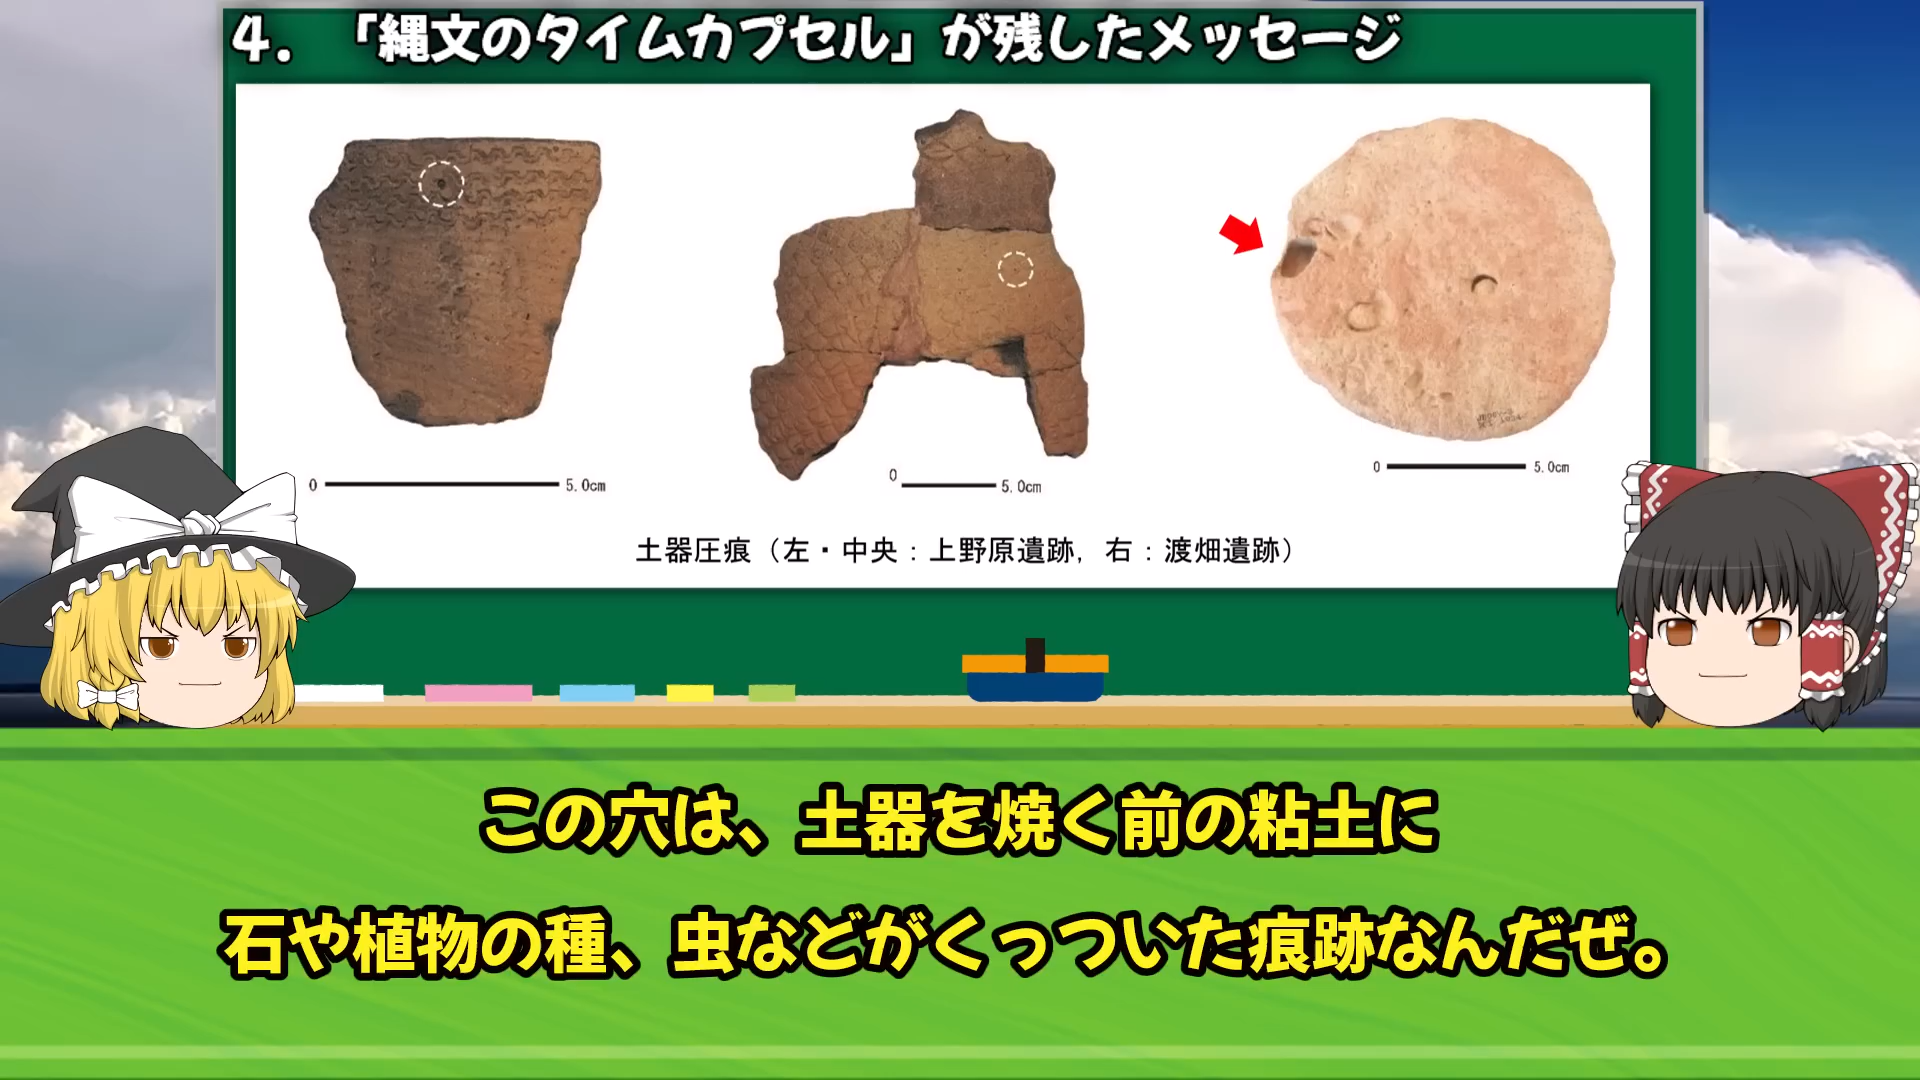 4. 「縄文のタイムカプセル」が残したメッセージ
0 5.0cm
0 5.0cm
0 5.0cm
土器圧痕（左・中央：上野原遺跡，右：渡畑遺跡）
この穴は、土器を焼く前の粘土に
石や植物の種、虫などがくっついた痕跡なんだぜ。